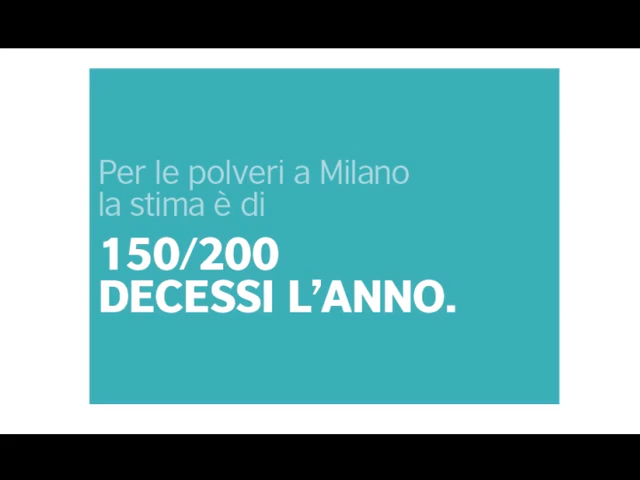 Per le polveri a Milano
la stima è di
150/200
DECESSI L’ANNO.